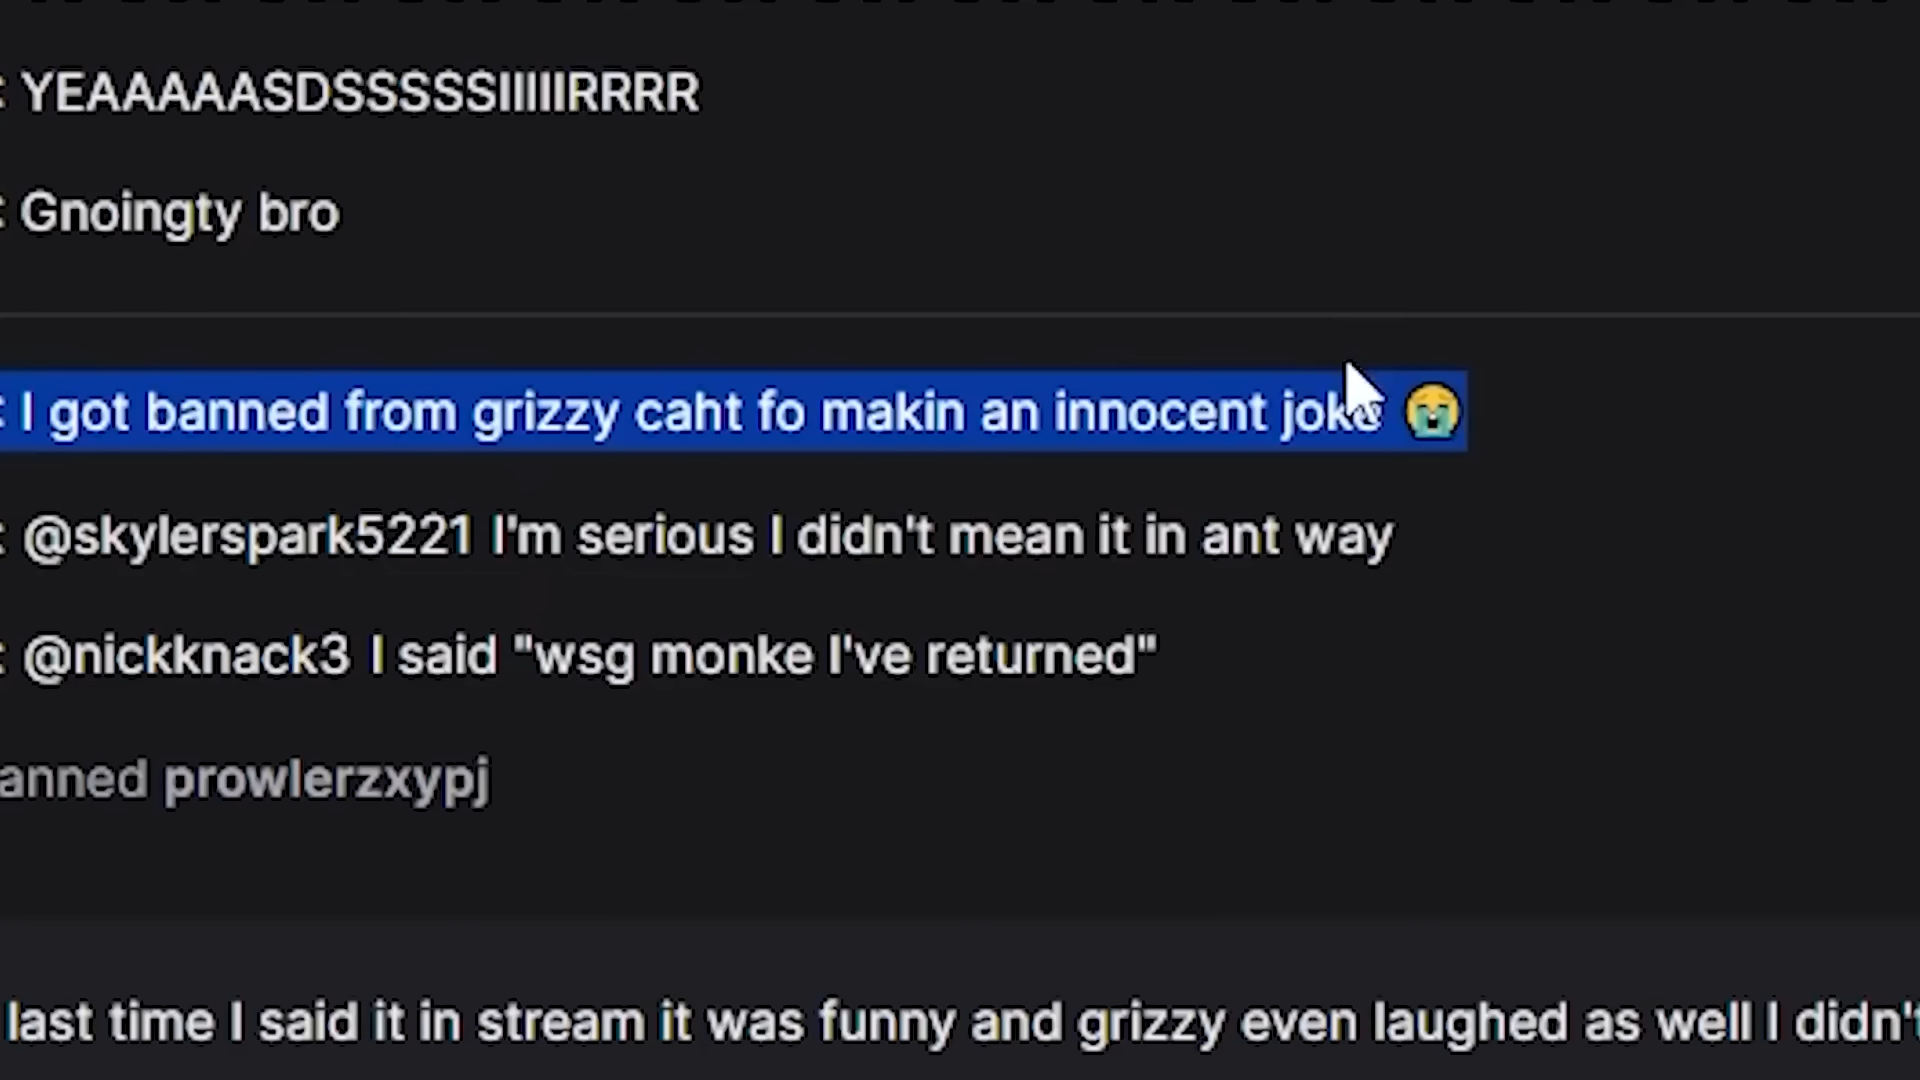 : YEAAAAASDSSSSSIIIIIIRRRR
: Gnoingty bro
: I got banned from grizzy caht fo makin an innocent joke 😭
: @skylerspark5221 I'm serious I didn't mean it in ant way
: @nickknack3 I said "wsg monke I've returned"
anned prowlerzxypj
last time I said it in stream it was funny and grizzy even laughed as well I didn't